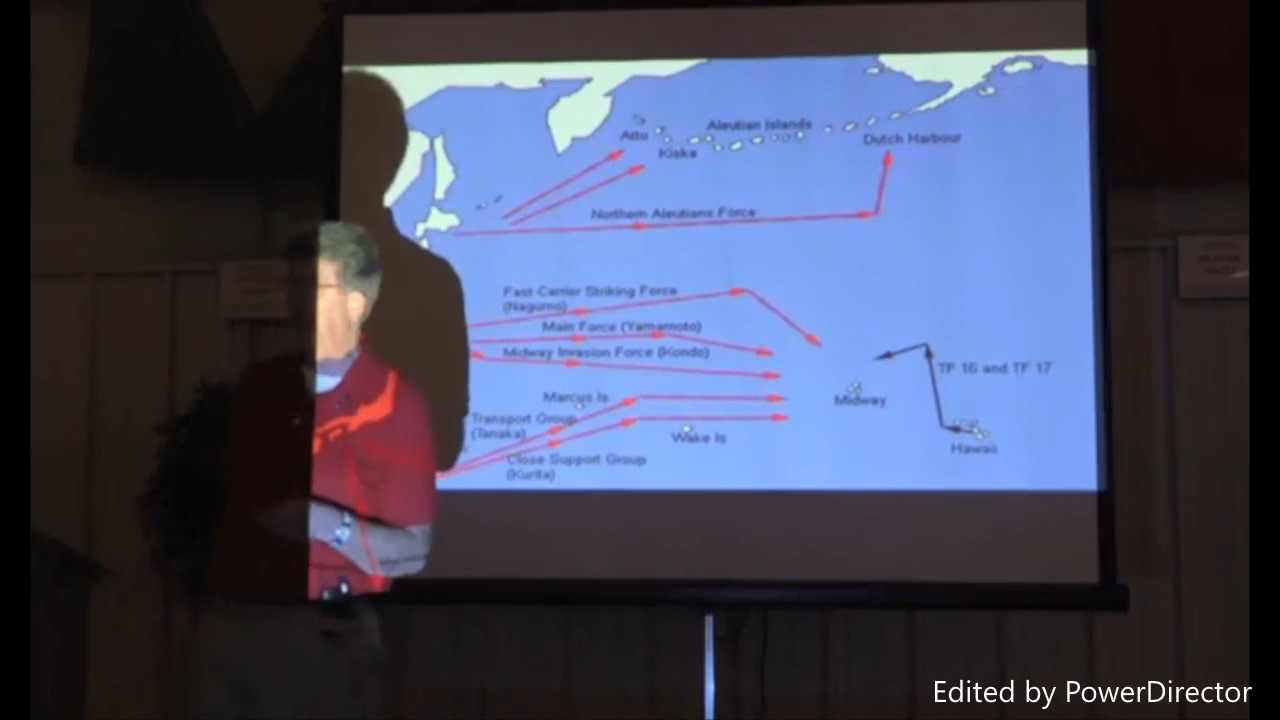 Aleutian Islands
Attu
Kiska
Dutch Harbour
Northern Aleutians Force
Fast Carrier Striking Force
(Nagumo)
Main Force (Yamamoto)
Midway Invasion Force (Kondo)
TF 16 and TF 17
Marcus Is
Midway
Transport Group
(Tanaka)
Wake Is
Hawaii
Close Support Group
(Kurita)
Edited by PowerDirector